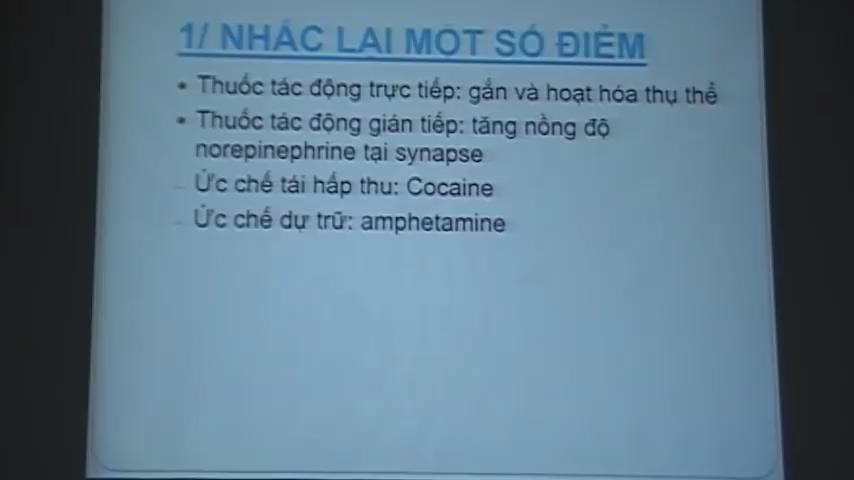 1/ NHẮC LẠI MỘT SỐ ĐIỂM
• Thuốc tác động trực tiếp: gắn và hoạt hóa thụ thể
• Thuốc tác động gián tiếp: tăng nồng độ
norepinephrine tại synapse
– Ức chế tái hấp thu: Cocaine
– Ức chế dự trữ: amphetamine